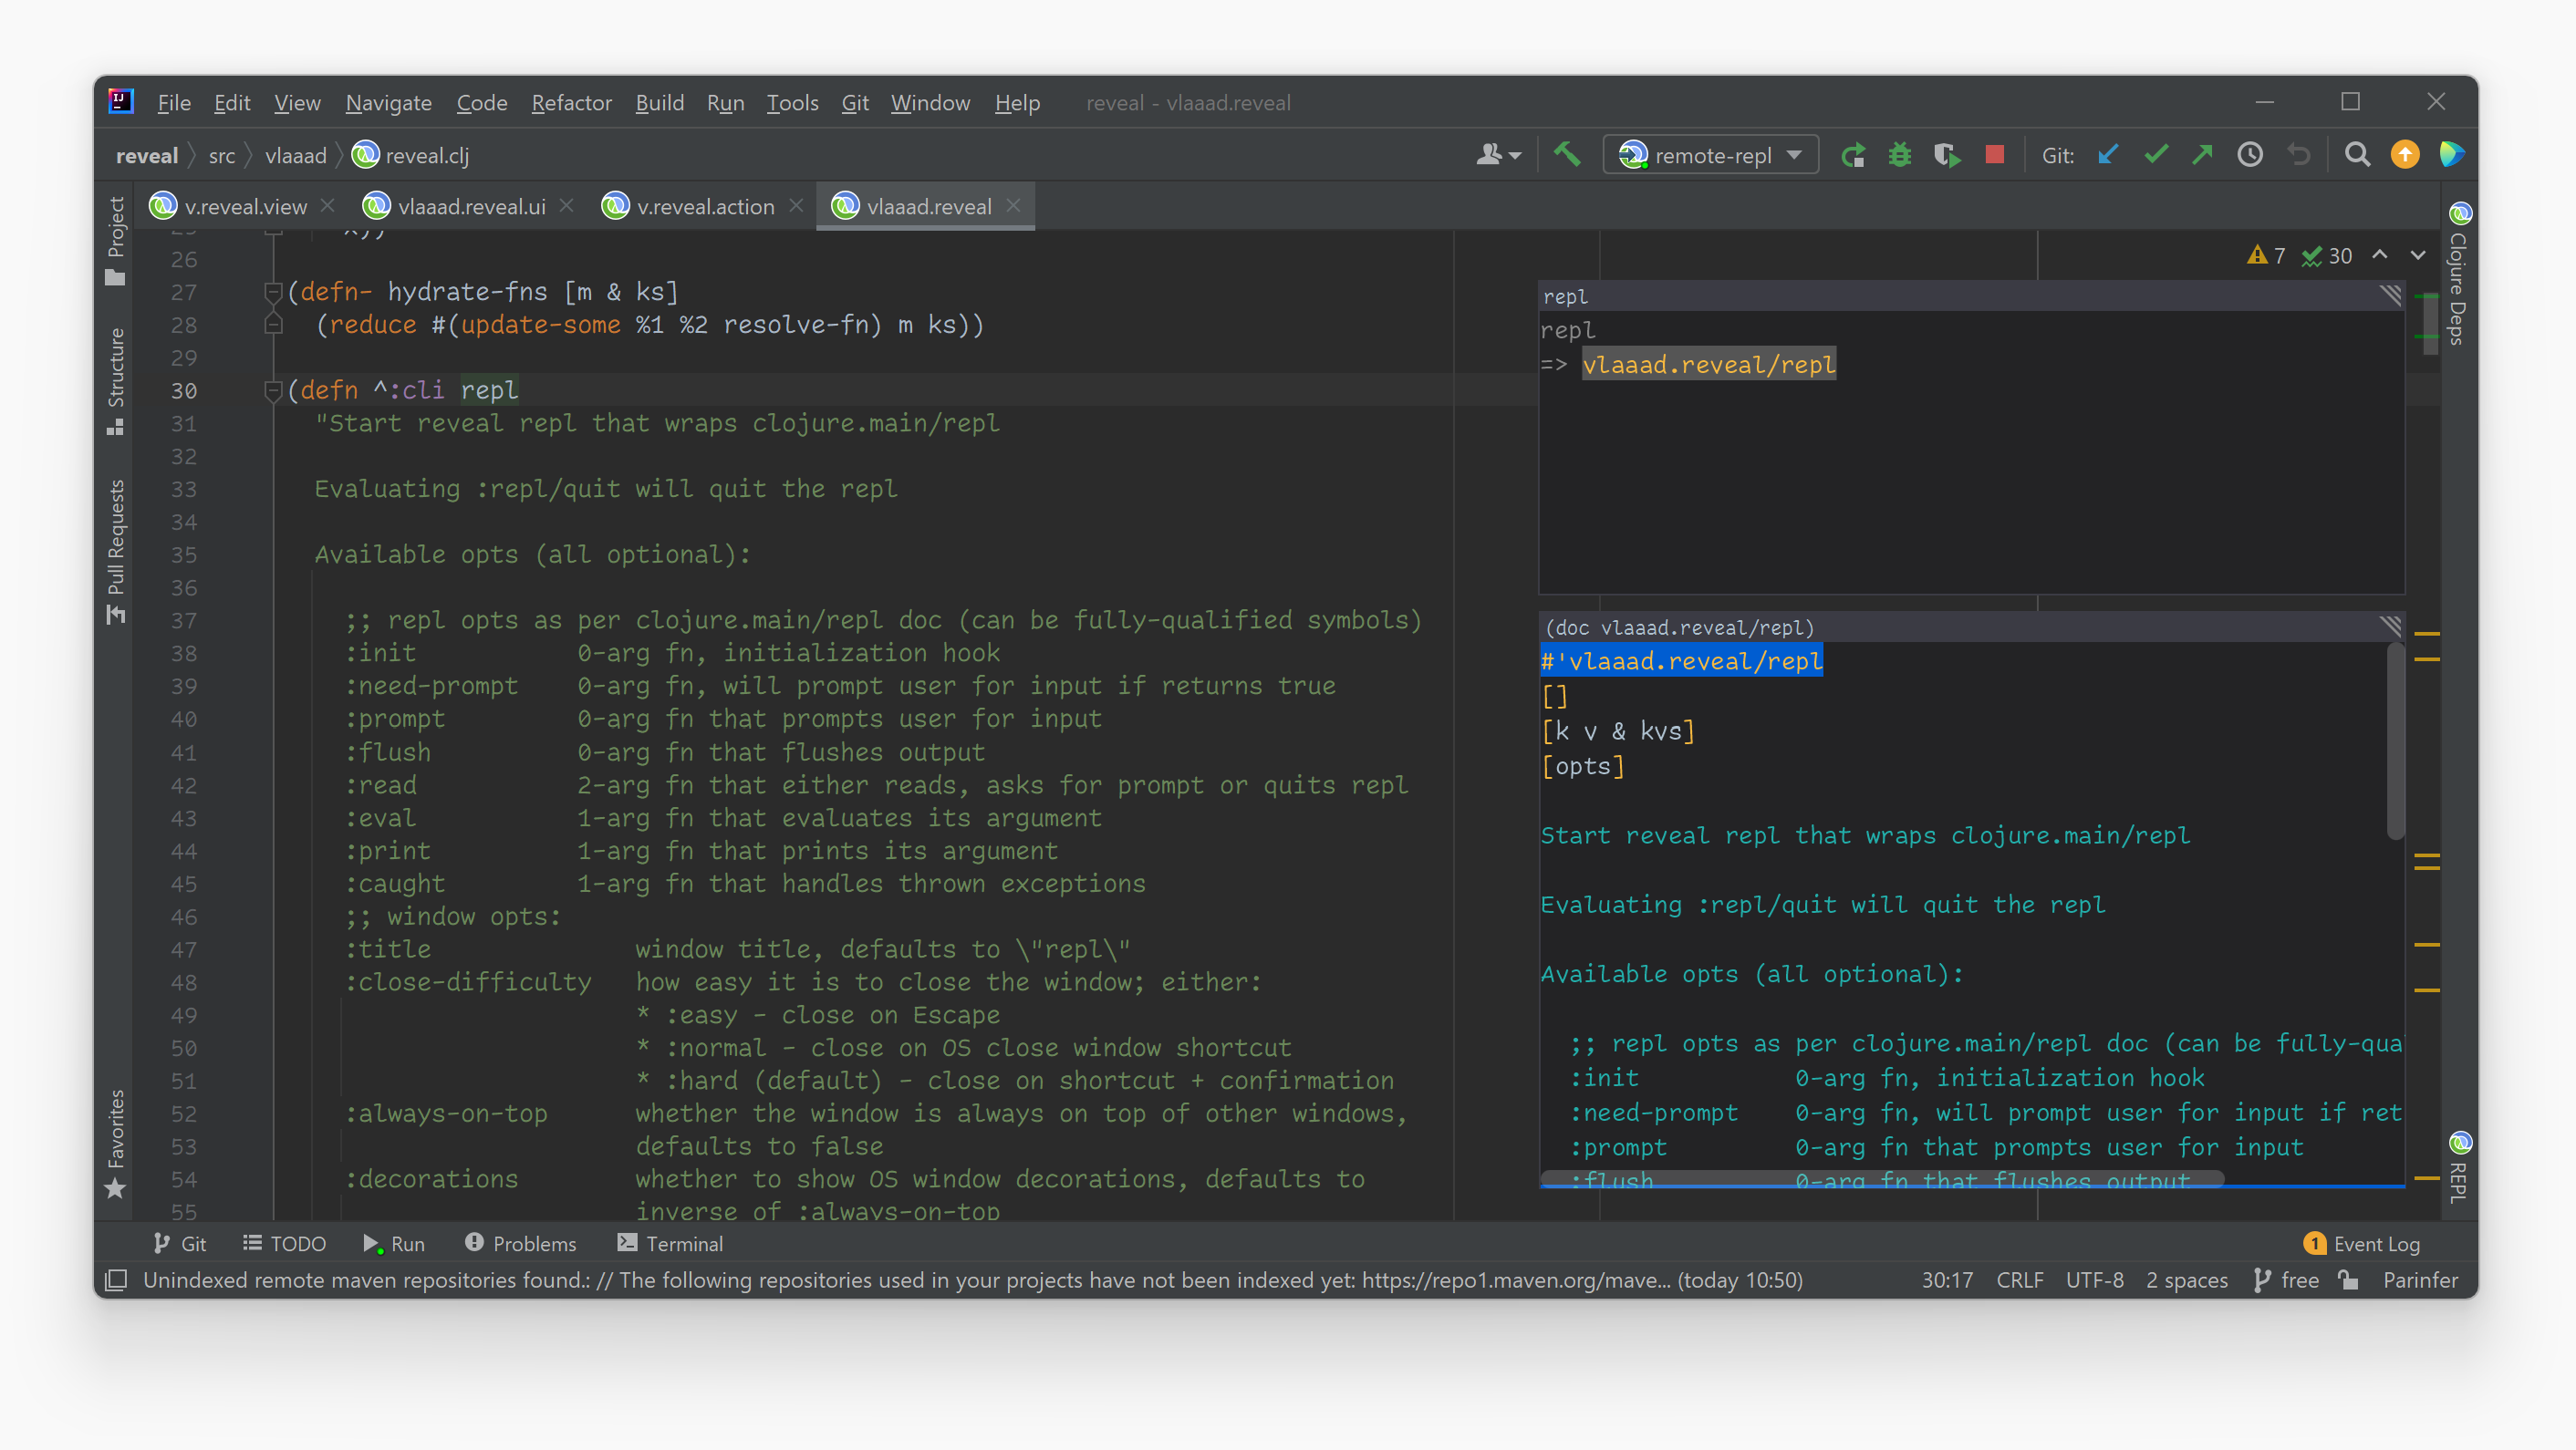 File Edit View Navigate Code Refactor Build Run Tools Git Window Help reveal - vlaaad.reveal
reveal src vlaaad reveal.clj remote-repl Git:
v.reveal.view vlaaad.reveal.ui v.reveal.action vlaaad.reveal
Project
Structure
Pull Requests
Favorites
25 x))
26
27 (defn- hydrate-fns [m & ks]
28 (reduce #(update-some %1 %2 resolve-fn) m ks))
29
30 (defn ^:cli repl
31 "Start reveal repl that wraps clojure.main/repl
32
33 Evaluating :repl/quit will quit the repl
34
35 Available opts (all optional):
36
37 ;; repl opts as per clojure.main/repl doc (can be fully-qualified symbols)
38 :init 0-arg fn, initialization hook
39 :need-prompt 0-arg fn, will prompt user for input if returns true
40 :prompt 0-arg fn that prompts user for input
41 :flush 0-arg fn that flushes output
42 :read 2-arg fn that either reads, asks for prompt or quits repl
43 :eval 1-arg fn that evaluates its argument
44 :print 1-arg fn that prints its argument
45 :caught 1-arg fn that handles thrown exceptions
46 ;; window opts:
47 :title window title, defaults to \"repl\"
48 :close-difficulty how easy it is to close the window; either:
49 * :easy - close on Escape
50 * :normal - close on OS close window shortcut
51 * :hard (default) - close on shortcut + confirmation
52 :always-on-top whether the window is always on top of other windows,
53 defaults to false
54 :decorations whether to show OS window decorations, defaults to
55 inverse of :always-on-top
7 30
repl
repl
=> vlaaad.reveal/repl
(doc vlaaad.reveal/repl)
#'vlaaad.reveal/repl
[]
[k v & kvs]
[opts]
Start reveal repl that wraps clojure.main/repl
Evaluating :repl/quit will quit the repl
Available opts (all optional):
;; repl opts as per clojure.main/repl doc (can be fully-qua
:init 0-arg fn, initialization hook
:need-prompt 0-arg fn, will prompt user for input if ret
:prompt 0-arg fn that prompts user for input
:flush 0-arg fn that flushes output
Clojure Deps
REPL
Git TODO Run Problems Terminal 1 Event Log
Unindexed remote maven repositories found.: // The following repositories used in your projects have not been indexed yet: https://repo1.maven.org/mave... (today 10:50) 30:17 CRLF UTF-8 2 spaces free Parinfer